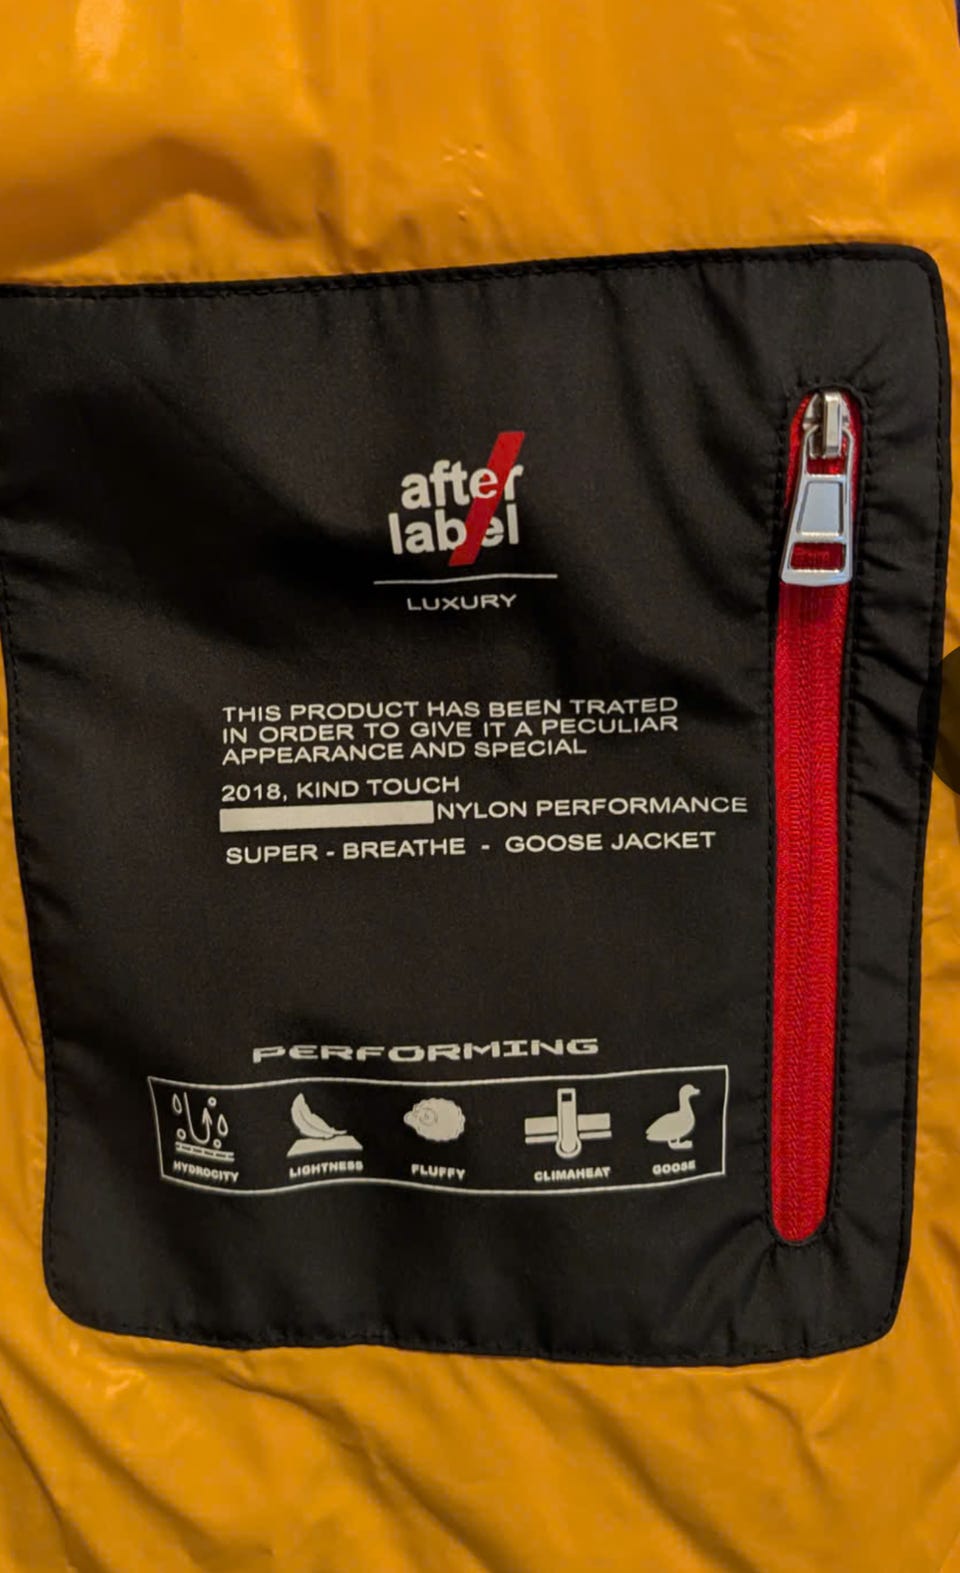 after
label
LUXURY
THIS PRODUCT HAS BEEN TRATED
IN ORDER TO GIVE IT A PECULIAR
APPEARANCE AND SPECIAL
2018, KIND TOUCH
NYLON PERFORMANCE
SUPER - BREATHE - GOOSE JACKET
PERFORMING
HYDROCITY LIGHTNESS FLUFFY CLIMAHEAT GOOSE